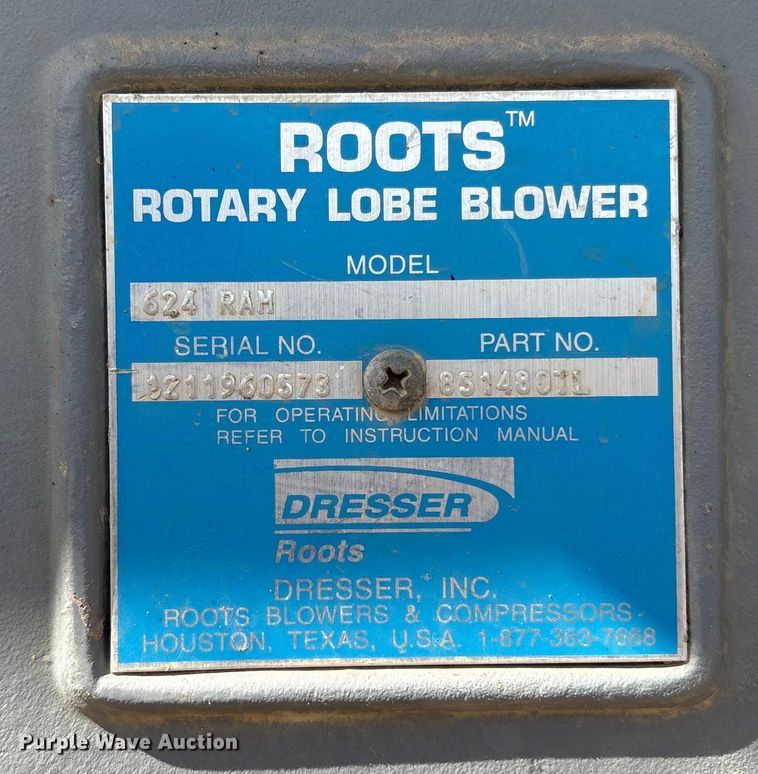 ROOTS™
ROTARY LOBE BLOWER
MODEL
624 RAM
SERIAL NO. PART NO.
851480TL
FOR OPERATING LIMITATIONS
REFER TO INSTRUCTION MANUAL
DRESSER
Roots
DRESSER, INC.
ROOTS BLOWERS & COMPRESSORS
HOUSTON, TEXAS, U.S.A. 1-877-363-7668
Purple Wave Auction